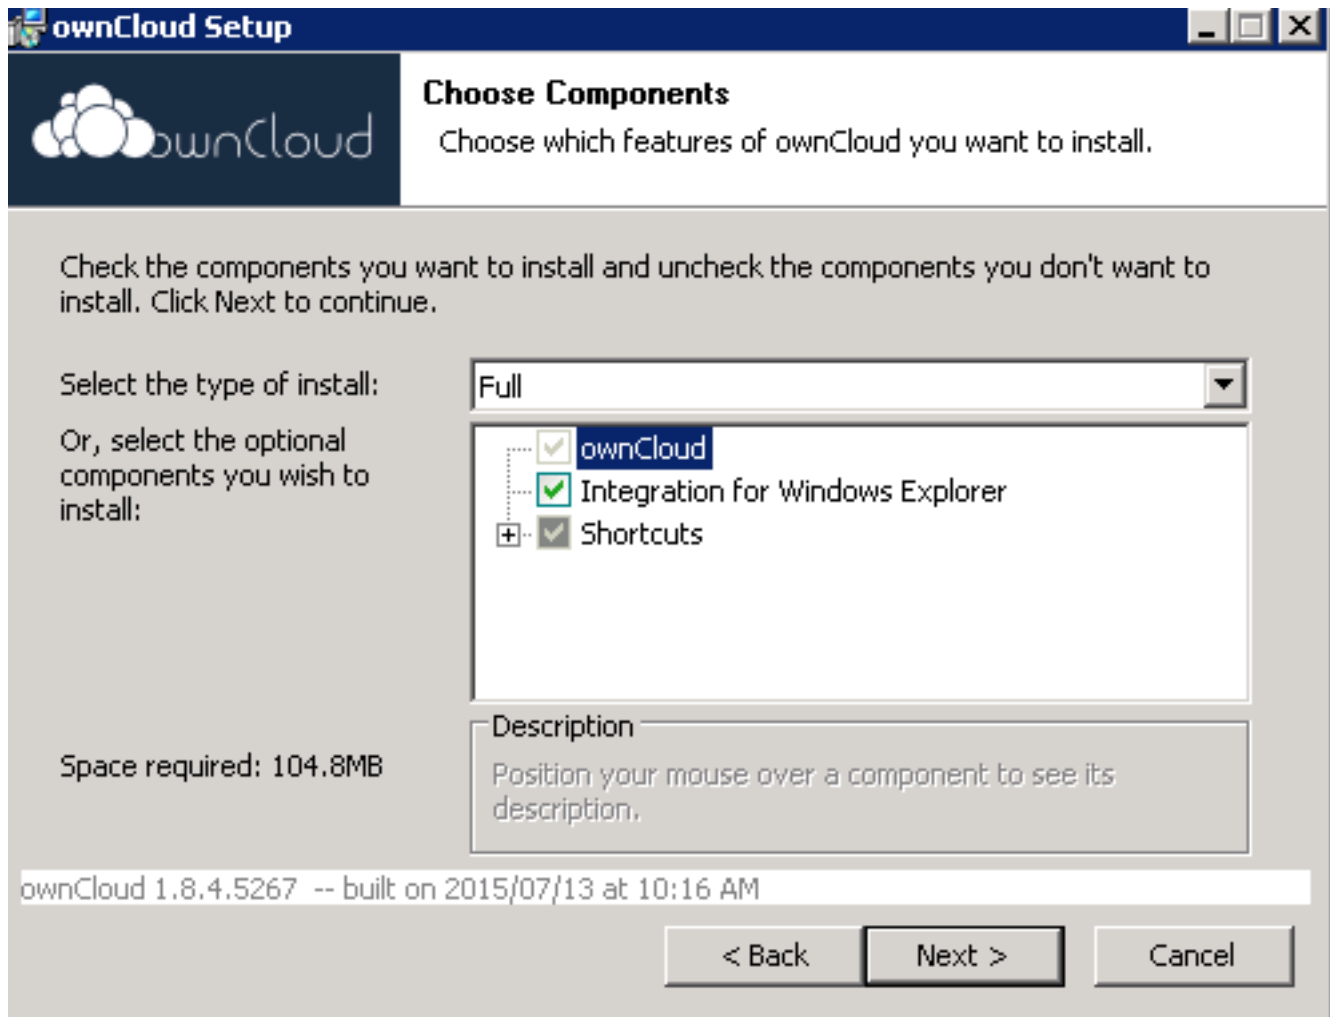 ownCloud Setup
ownCloud
Choose Components
Choose which features of ownCloud you want to install.
Check the components you want to install and uncheck the components you don't want to
install. Click Next to continue.
Select the type of install:
Full
Or, select the optional
components you wish to
install:
ownCloud
Integration for Windows Explorer
Shortcuts
Space required: 104.8MB
Description
Position your mouse over a component to see its
description.
ownCloud 1.8.4.5267 -- built on 2015/07/13 at 10:16 AM
< Back
Next >
Cancel